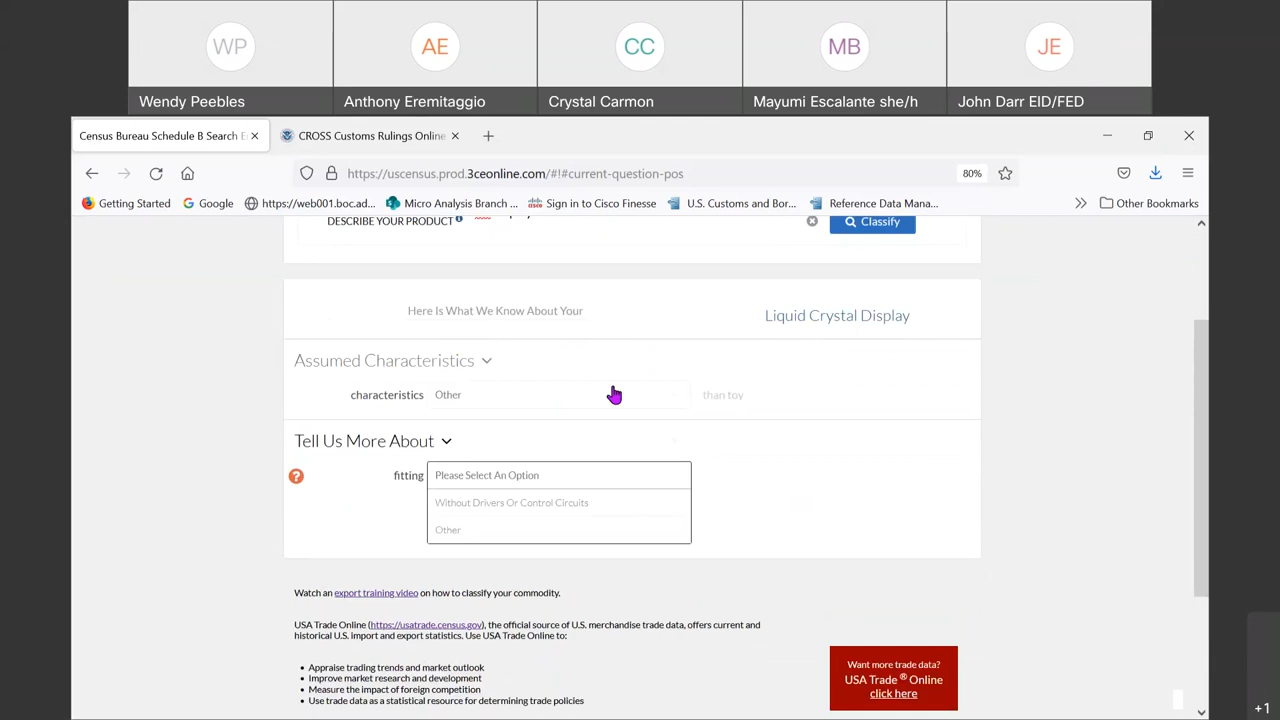 WP
AE
CC
MB
JE
Wendy Peebles
Anthony Eremitaggio
Crystal Carmon
Mayumi Escalante she/h
John Darr EID/FED
Census Bureau Schedule B Search E
CROSS Customs Rulings Online
https://uscensus.prod.3ceonline.com/#!#current-question-pos
80%
Getting Started
Google
https://web001.boc.ad...
Micro Analysis Branch ...
Sign in to Cisco Finesse
U.S. Customs and Bor...
Reference Data Mana...
Other Bookmarks
DESCRIBE YOUR PRODUCT
Classify
Here Is What We Know About Your
Liquid Crystal Display
Assumed Characteristics
characteristics
Other
than toy
Tell Us More About
fitting
Please Select An Option
Without Drivers Or Control Circuits
Other
Watch an export training video on how to classify your commodity.
USA Trade Online (https://usatrade.census.gov), the official source of U.S. merchandise trade data, offers current and
historical U.S. import and export statistics. Use USA Trade Online to:
• Appraise trading trends and market outlook
• Improve market research and development
• Measure the impact of foreign competition
• Use trade data as a statistical resource for determining trade policies
Want more trade data?
USA Trade ® Online
click here
+1